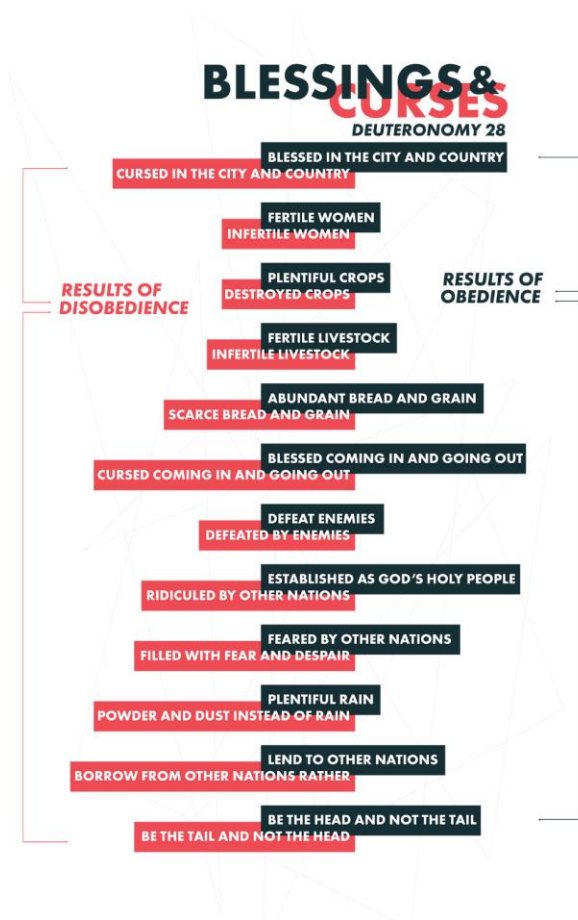 BLESSINGS &
CURSES
DEUTERONOMY 28
BLESSED IN THE CITY AND COUNTRY
CURSED IN THE CITY AND COUNTRY
FERTILE WOMEN
INFERTILE WOMEN
RESULTS OF
DISOBEDIENCE
PLENTIFUL CROPS
DESTROYED CROPS
RESULTS OF
OBEDIENCE
FERTILE LIVESTOCK
INFERTILE LIVESTOCK
ABUNDANT BREAD AND GRAIN
SCARCE BREAD AND GRAIN
BLESSED COMING IN AND GOING OUT
CURSED COMING IN AND GOING OUT
DEFEAT ENEMIES
DEFEATED BY ENEMIES
ESTABLISHED AS GOD'S HOLY PEOPLE
RIDICULED BY OTHER NATIONS
FEARED BY OTHER NATIONS
FILLED WITH FEAR AND DESPAIR
PLENTIFUL RAIN
POWDER AND DUST INSTEAD OF RAIN
LEND TO OTHER NATIONS
BORROW FROM OTHER NATIONS RATHER
BE THE HEAD AND NOT THE TAIL
BE THE TAIL AND NOT THE HEAD